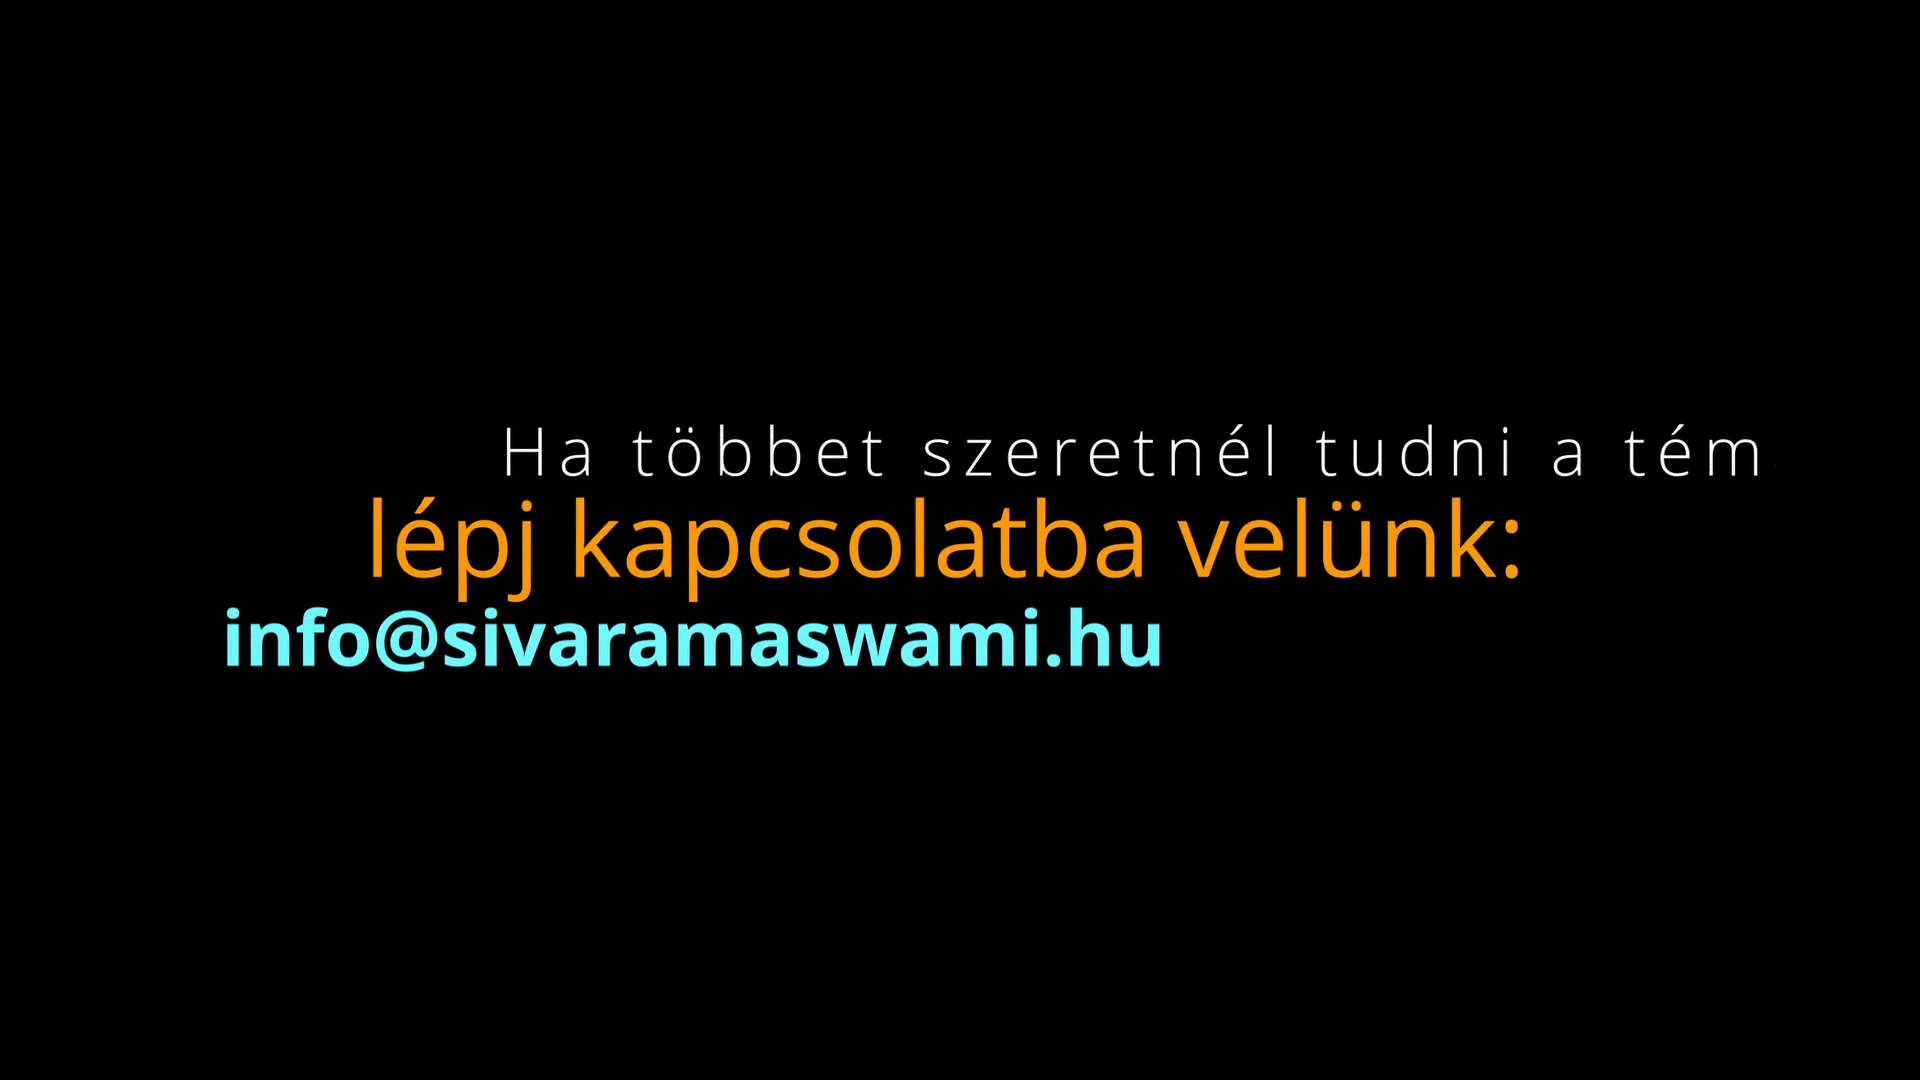 Ha többet szeretnél tudni a tém
lépj kapcsolatba velünk:
info@sivaramaswami.hu